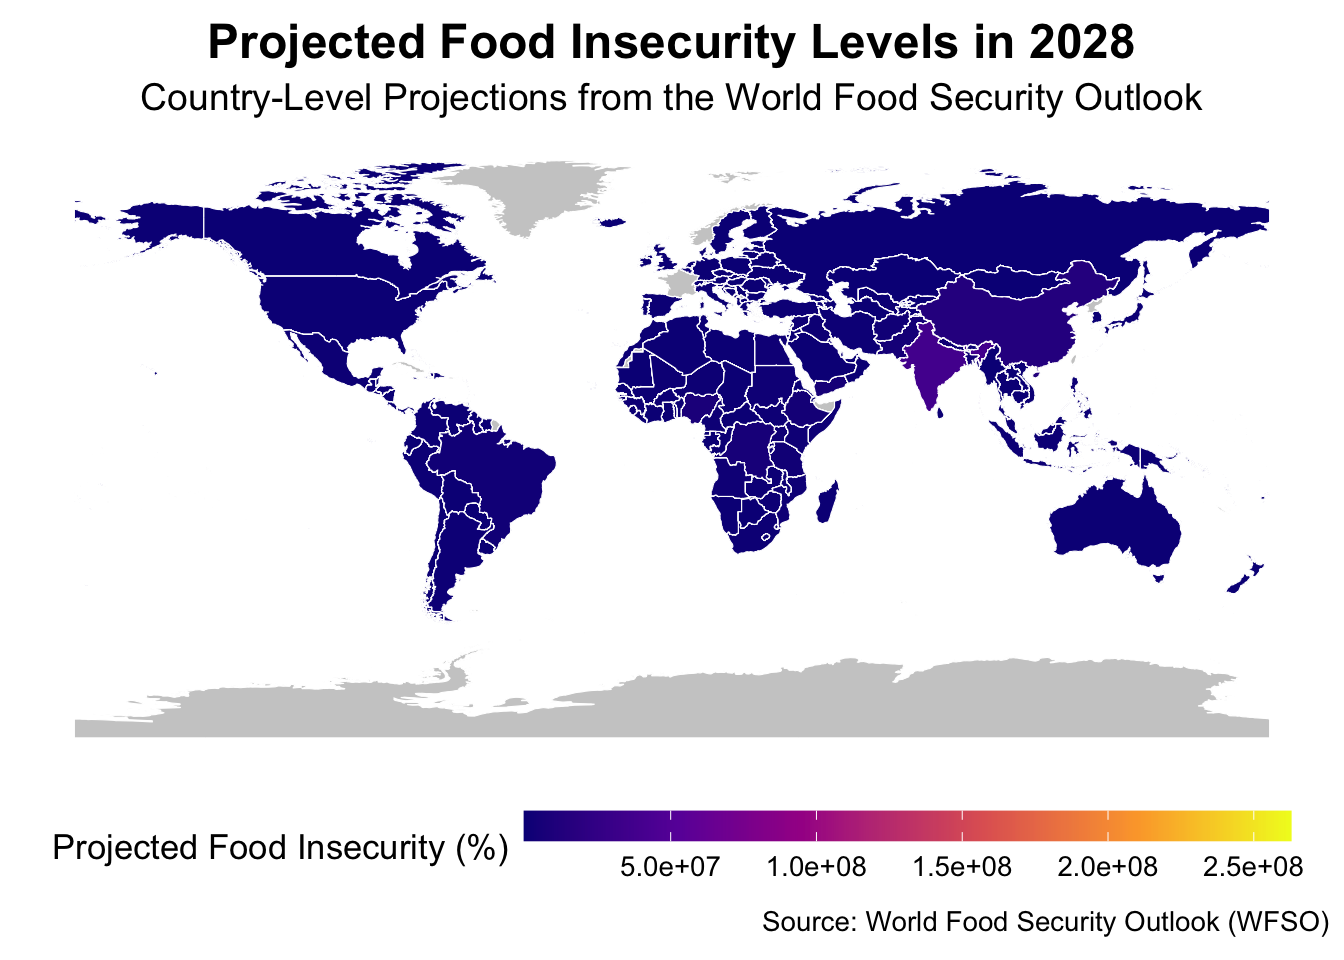 Projected Food Insecurity Levels in 2028
Country-Level Projections from the World Food Security Outlook
Projected Food Insecurity (%)
5.0e+07 1.0e+08 1.5e+08 2.0e+08 2.5e+08
Source: World Food Security Outlook (WFSO)